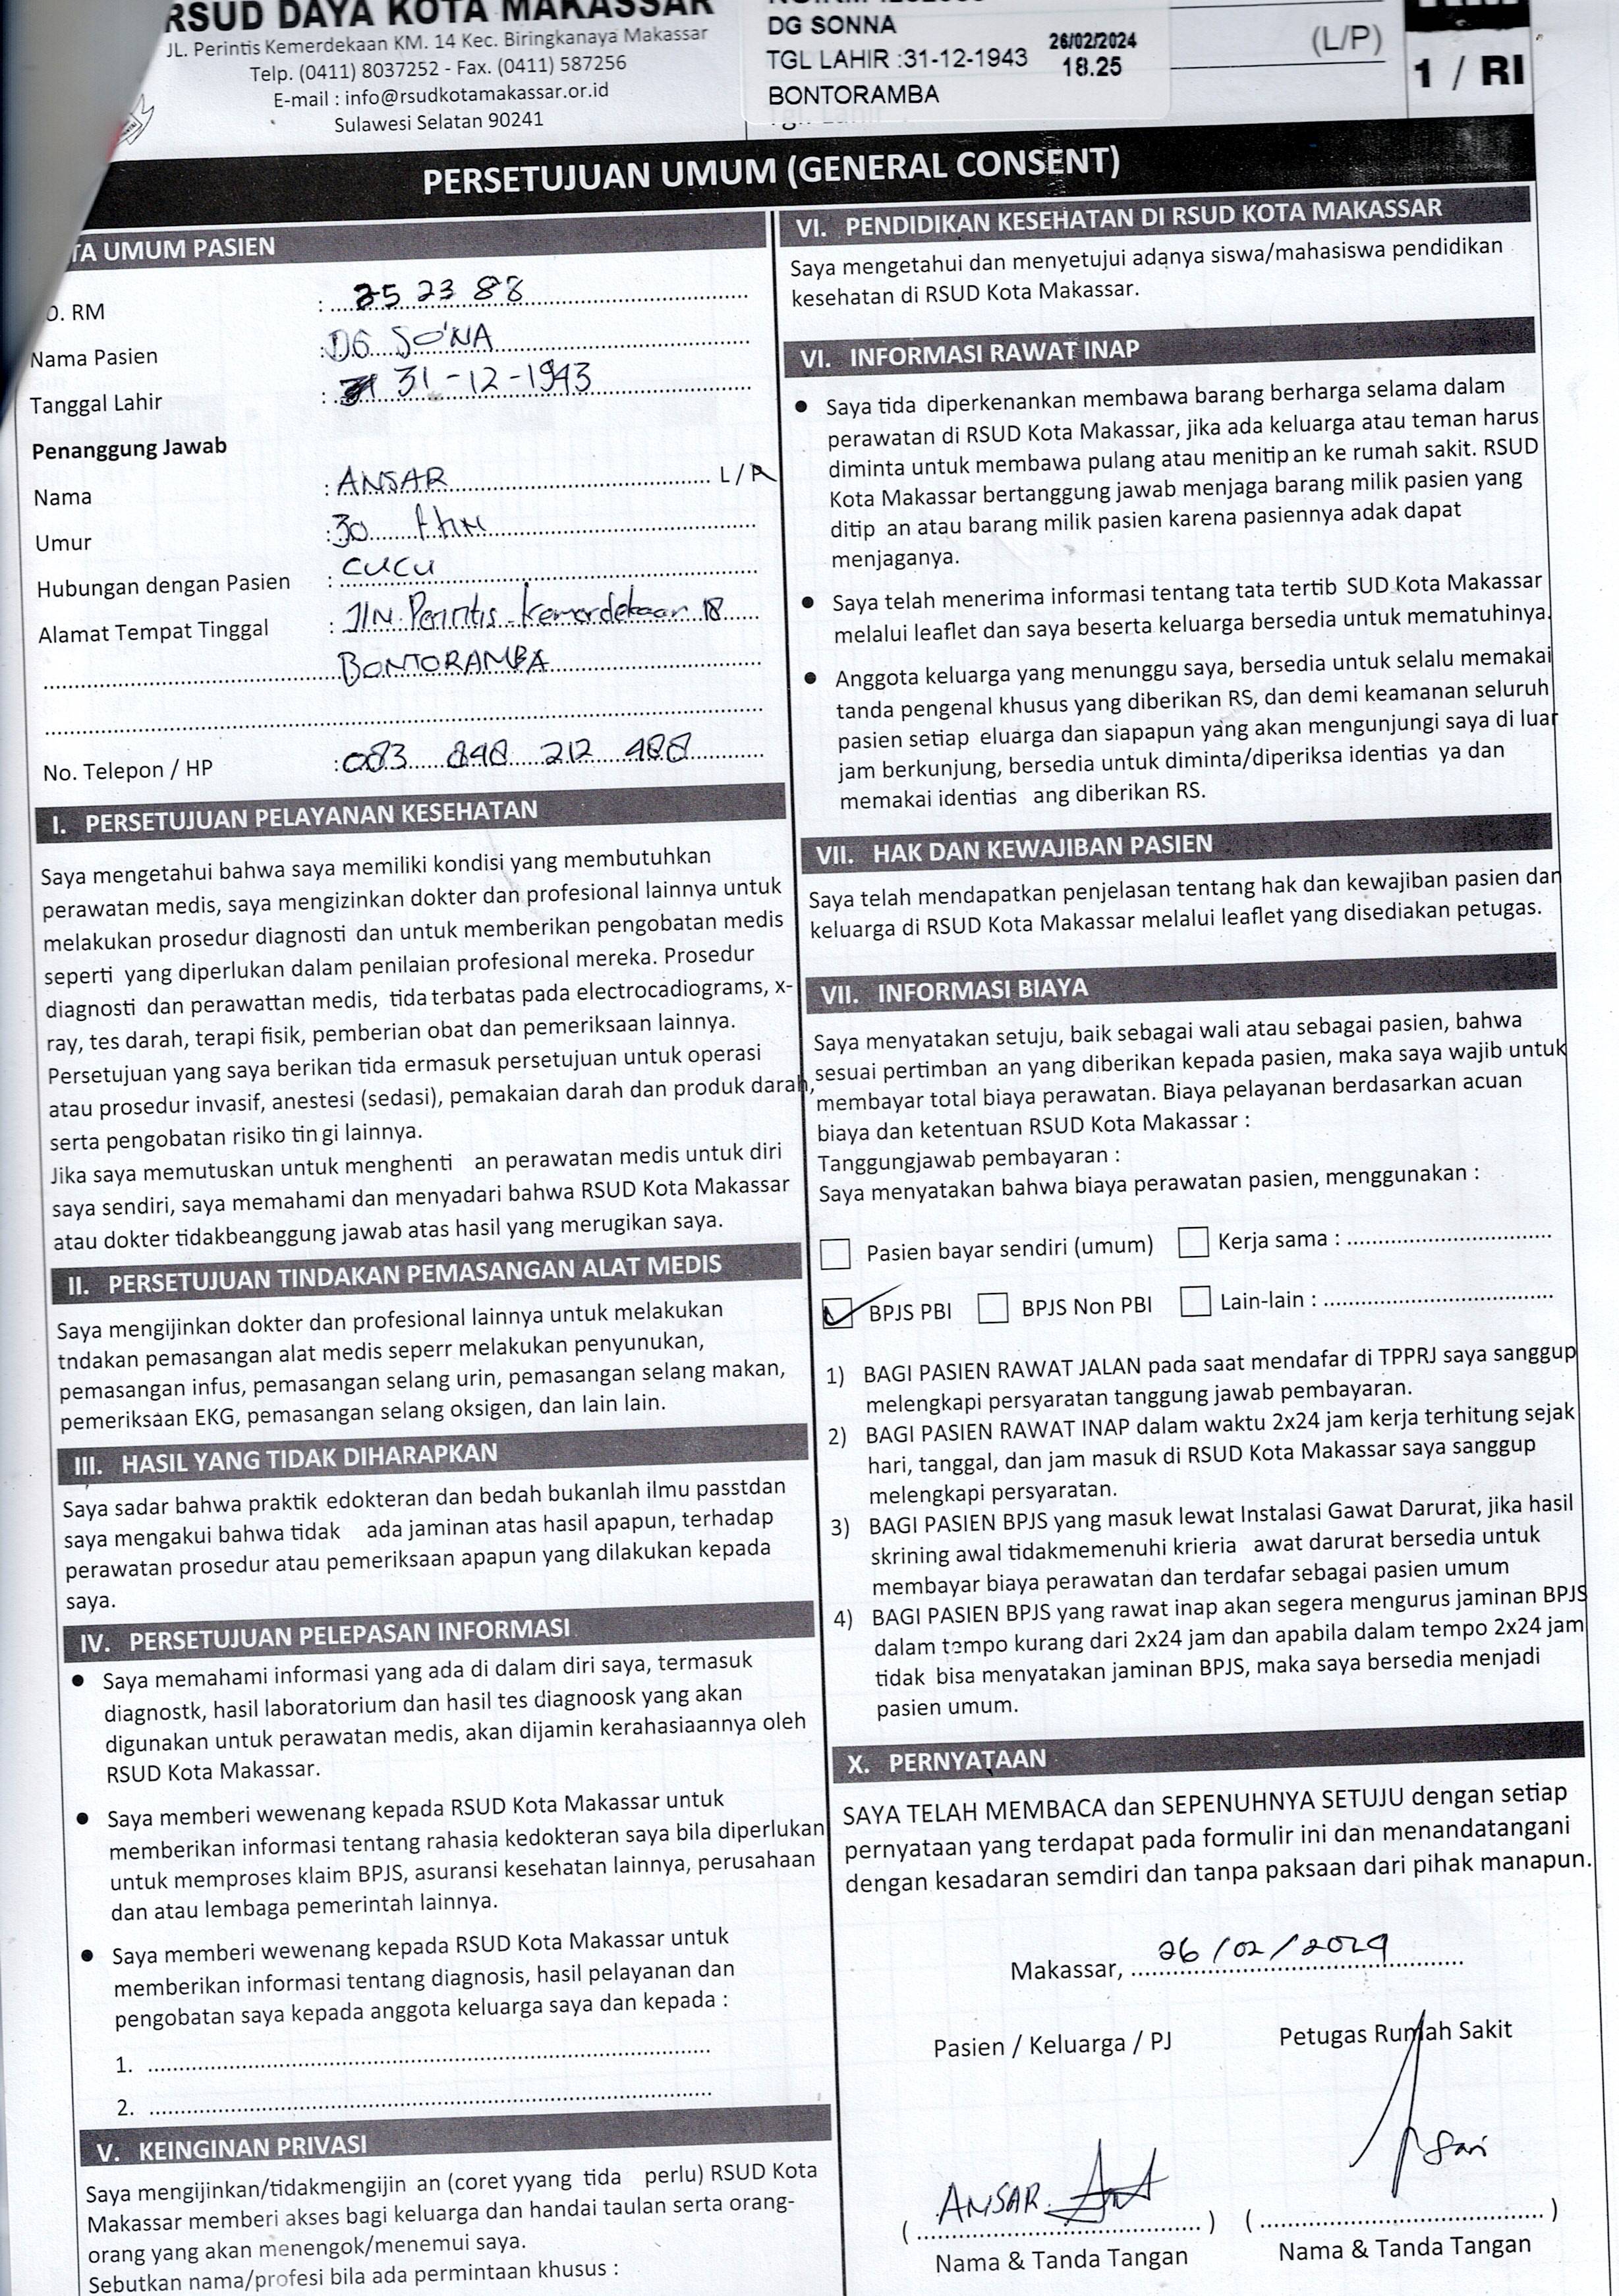 RSUD DAYA KOTA MAKASSAR
JL. Perintis Kemerdekaan KM. 14 Kec. Biringkanaya Makassar
Telp. (0411) 8037252 - Fax. (0411) 587256
E-mail : info@rsudkotamakassar.or.id
Sulawesi Selatan 90241
DG SONNA
TGL LAHIR :31-12-1943
BONTORAMBA
26/02/2024
18.25
(L/P)
1 / RI
PERSETUJUAN UMUM (GENERAL CONSENT)
TA UMUM PASIEN
O. RM : 25 23 88
Nama Pasien : DG SO'NA
Tanggal Lahir : 31-12-1943
Penanggung Jawab
Nama : ANSAR L/P
Umur : 30 thn
Hubungan dengan Pasien : CUCU
Alamat Tempat Tinggal : Jln. Perintis Kemerdekaan 18
BONTORAMBA
No. Telepon / HP : 083 848 212 488
I. PERSETUJUAN PELAYANAN KESEHATAN
Saya mengetahui bahwa saya memiliki kondisi yang membutuhkan
perawatan medis, saya mengizinkan dokter dan profesional lainnya untuk
melakukan prosedur diagnosti dan untuk memberikan pengobatan medis
seperti yang diperlukan dalam penilaian profesional mereka. Prosedur
diagnosti dan perawattan medis, tida terbatas pada electrocadiograms, x-
ray, tes darah, terapi fisik, pemberian obat dan pemeriksaan lainnya.
Persetujuan yang saya berikan tida ermasuk persetujuan untuk operasi
atau prosedur invasif, anestesi (sedasi), pemakaian darah dan produk darah,
serta pengobatan risiko tin gi lainnya.
Jika saya memutuskan untuk menghenti an perawatan medis untuk diri
saya sendiri, saya memahami dan menyadari bahwa RSUD Kota Makassar
atau dokter tidakbeanggung jawab atas hasil yang merugikan saya.
II. PERSETUJUAN TINDAKAN PEMASANGAN ALAT MEDIS
Saya mengijinkan dokter dan profesional lainnya untuk melakukan
tndakan pemasangan alat medis seperr melakukan penyunukan,
pemasangan infus, pemasangan selang urin, pemasangan selang makan,
pemeriksaan EKG, pemasangan selang oksigen, dan lain lain.
III. HASIL YANG TIDAK DIHARAPKAN
Saya sadar bahwa praktik edokteran dan bedah bukanlah ilmu passtdan
saya mengakui bahwa tidak ada jaminan atas hasil apapun, terhadap
perawatan prosedur atau pemeriksaan apapun yang dilakukan kepada
saya.
IV. PERSETUJUAN PELEPASAN INFORMASI
● Saya memahami informasi yang ada di dalam diri saya, termasuk
diagnostk, hasil laboratorium dan hasil tes diagnoosk yang akan
digunakan untuk perawatan medis, akan dijamin kerahasiaannya oleh
RSUD Kota Makassar.
● Saya memberi wewenang kepada RSUD Kota Makassar untuk
memberikan informasi tentang rahasia kedokteran saya bila diperlukan
untuk memproses klaim BPJS, asuransi kesehatan lainnya, perusahaan
dan atau lembaga pemerintah lainnya.
● Saya memberi wewenang kepada RSUD Kota Makassar untuk
memberikan informasi tentang diagnosis, hasil pelayanan dan
pengobatan saya kepada anggota keluarga saya dan kepada :
1.
2.
V. KEINGINAN PRIVASI
Saya mengijinkan/tidakmengijin an (coret yyang tida perlu) RSUD Kota
Makassar memberi akses bagi keluarga dan handai taulan serta orang-
orang yang akan menengok/menemui saya.
Sebutkan nama/profesi bila ada permintaan khusus :
VI. PENDIDIKAN KESEHATAN DI RSUD KOTA MAKASSAR
Saya mengetahui dan menyetujui adanya siswa/mahasiswa pendidikan
kesehatan di RSUD Kota Makassar.
VI. INFORMASI RAWAT INAP
● Saya tida diperkenankan membawa barang berharga selama dalam
perawatan di RSUD Kota Makassar, jika ada keluarga atau teman harus
diminta untuk membawa pulang atau menitip an ke rumah sakit. RSUD
Kota Makassar bertanggung jawab menjaga barang milik pasien yang
ditip an atau barang milik pasien karena pasiennya adak dapat
menjaganya.
● Saya telah menerima informasi tentang tata tertib SUD Kota Makassar
melalui leaflet dan saya beserta keluarga bersedia untuk mematuhinya.
● Anggota keluarga yang menunggu saya, bersedia untuk selalu memakai
tanda pengenal khusus yang diberikan RS, dan demi keamanan seluruh
pasien setiap eluarga dan siapapun yang akan mengunjungi saya di luar
jam berkunjung, bersedia untuk diminta/diperiksa identias ya dan
memakai identias ang diberikan RS.
VII. HAK DAN KEWAJIBAN PASIEN
Saya telah mendapatkan penjelasan tentang hak dan kewajiban pasien dan
keluarga di RSUD Kota Makassar melalui leaflet yang disediakan petugas.
VII. INFORMASI BIAYA
Saya menyatakan setuju, baik sebagai wali atau sebagai pasien, bahwa
sesuai pertimban an yang diberikan kepada pasien, maka saya wajib untuk
membayar total biaya perawatan. Biaya pelayanan berdasarkan acuan
biaya dan ketentuan RSUD Kota Makassar :
Tanggungjawab pembayaran :
Saya menyatakan bahwa biaya perawatan pasien, menggunakan :
Pasien bayar sendiri (umum) Kerja sama :
BPJS PBI BPJS Non PBI Lain-lain :
1) BAGI PASIEN RAWAT JALAN pada saat mendafar di TPPRJ saya sanggup
melengkapi persyaratan tanggung jawab pembayaran.
2) BAGI PASIEN RAWAT INAP dalam waktu 2x24 jam kerja terhitung sejak
hari, tanggal, dan jam masuk di RSUD Kota Makassar saya sanggup
melengkapi persyaratan.
3) BAGI PASIEN BPJS yang masuk lewat Instalasi Gawat Darurat, jika hasil
skrining awal tidakmemenuhi krieria awat darurat bersedia untuk
membayar biaya perawatan dan terdafar sebagai pasien umum
4) BAGI PASIEN BPJS yang rawat inap akan segera mengurus jaminan BPJS
dalam tempo kurang dari 2x24 jam dan apabila dalam tempo 2x24 jam
tidak bisa menyatakan jaminan BPJS, maka saya bersedia menjadi
pasien umum.
X. PERNYATAAN
SAYA TELAH MEMBACA dan SEPENUHNYA SETUJU dengan setiap
pernyataan yang terdapat pada formulir ini dan menandatangani
dengan kesadaran semdiri dan tanpa paksaan dari pihak manapun.
Makassar, 26/02/2024
Pasien / Keluarga / PJ Petugas Rumah Sakit
ANSAR Sari
Nama & Tanda Tangan Nama & Tanda Tangan